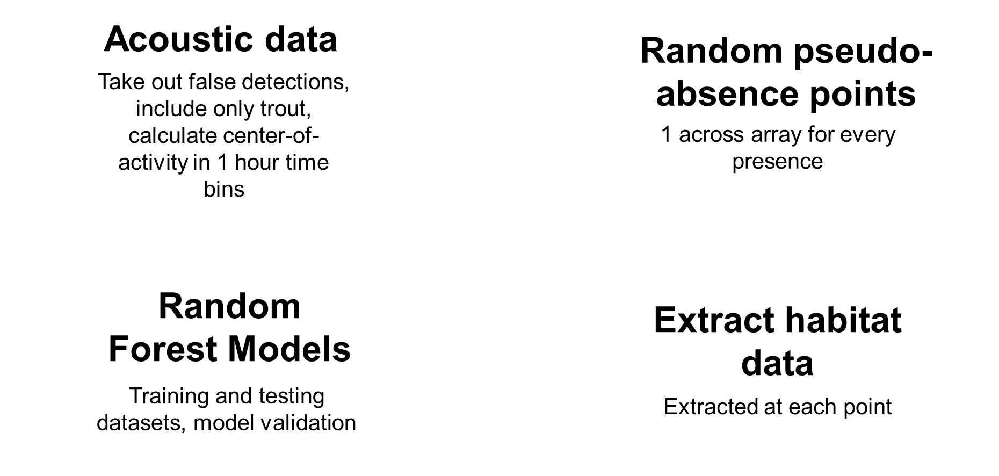 Acoustic data
Take out false detections,
include only trout,
calculate center-of-
activity in 1 hour time
bins
Random pseudo-
absence points
1 across array for every
presence
Random
Forest Models
Training and testing
datasets, model validation
Extract habitat
data
Extracted at each point